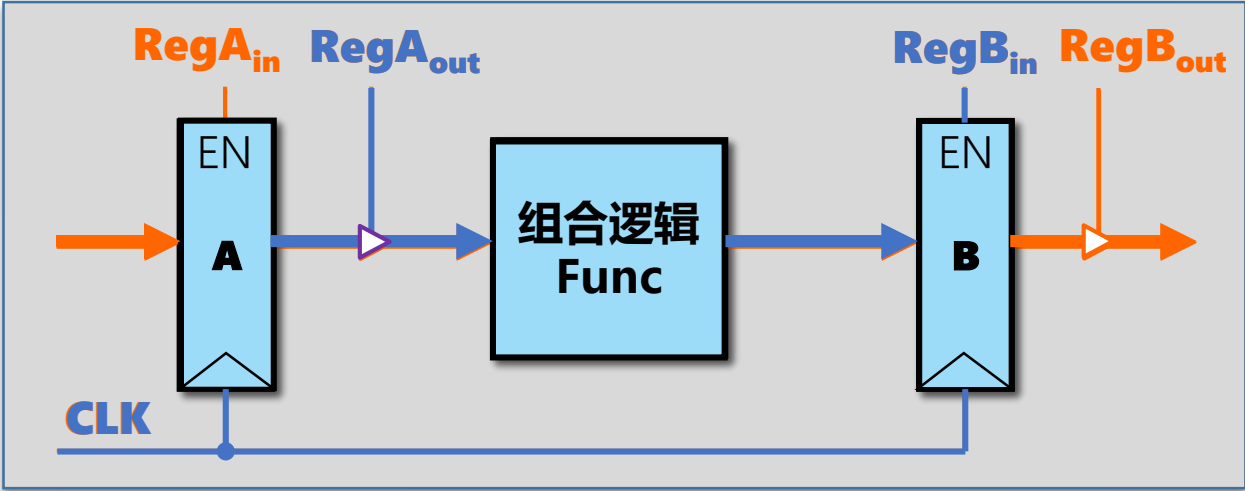 RegAin RegAout RegBin RegBout
EN EN
组合逻辑
Func
A B
CLK